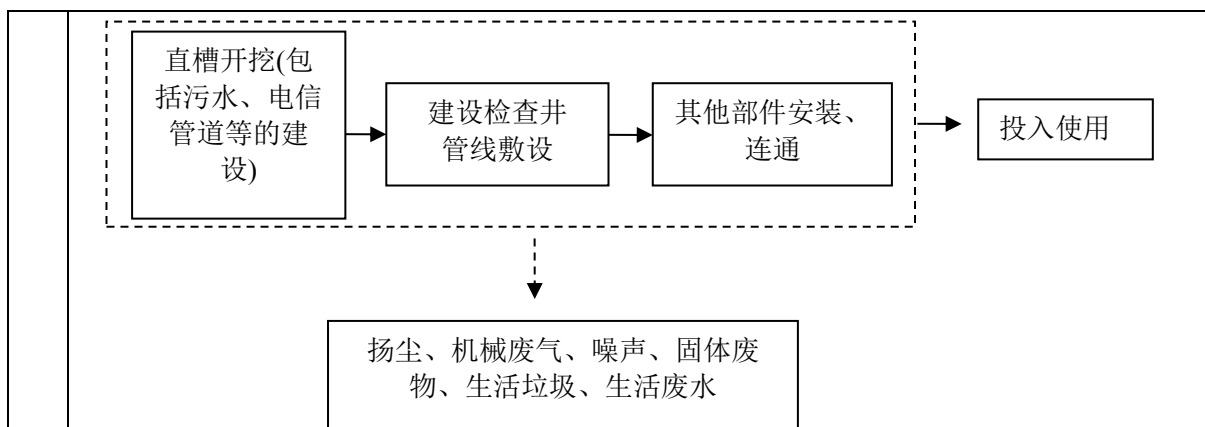 直槽开挖(包
括污水、电信
管道等的建
设)
建设检查井
管线敷设
其他部件安装、
连通
投入使用
扬尘、机械废气、噪声、固体废
物、生活垃圾、生活废水